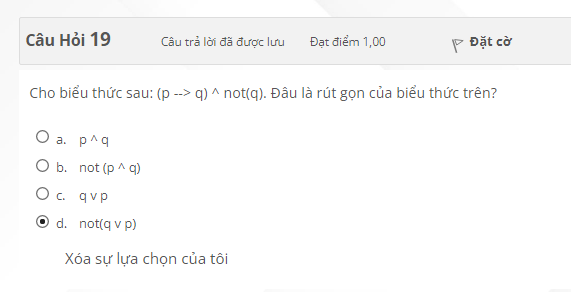 Câu Hỏi 19 Câu trả lời đã được lưu Đạt điểm 1,00 Đặt cờ
Cho biểu thức sau: (p --> q) ^ not(q). Đâu là rút gọn của biểu thức trên?
a. p ^ q
b. not (p ^ q)
c. q v p
d. not(q v p)
Xóa sự lựa chọn của tôi